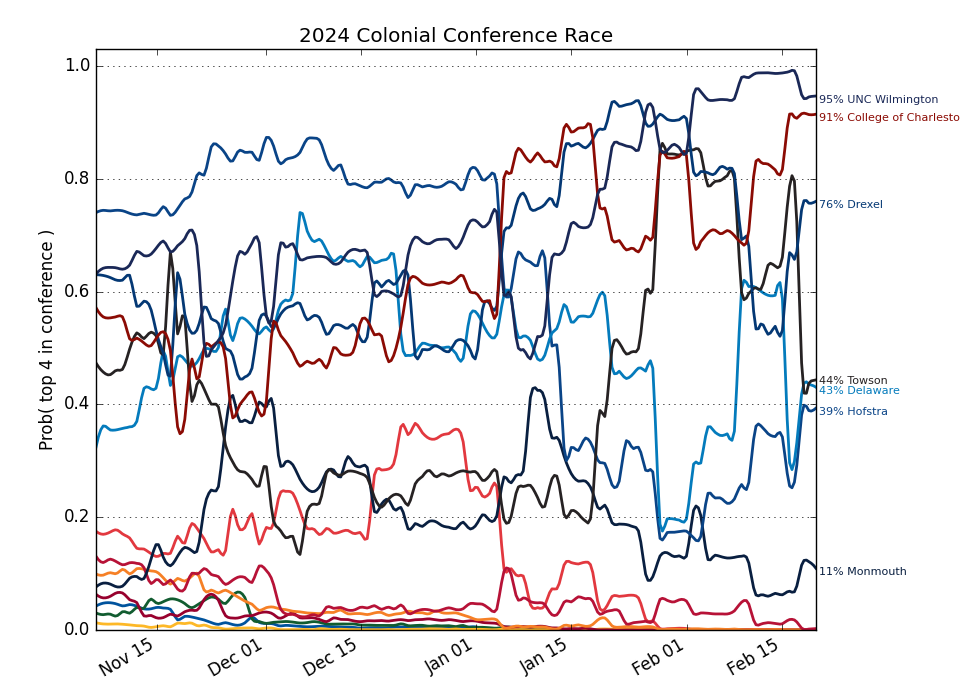 2024 Colonial Conference Race
Prob( top 4 in conference )
1.0
0.8
0.6
0.4
0.2
0.0
95% UNC Wilmington
91% College of Charlesto
76% Drexel
44% Towson
43% Delaware
39% Hofstra
11% Monmouth
Nov 15
Dec 01
Dec 15
Jan 01
Jan 15
Feb 01
Feb 15